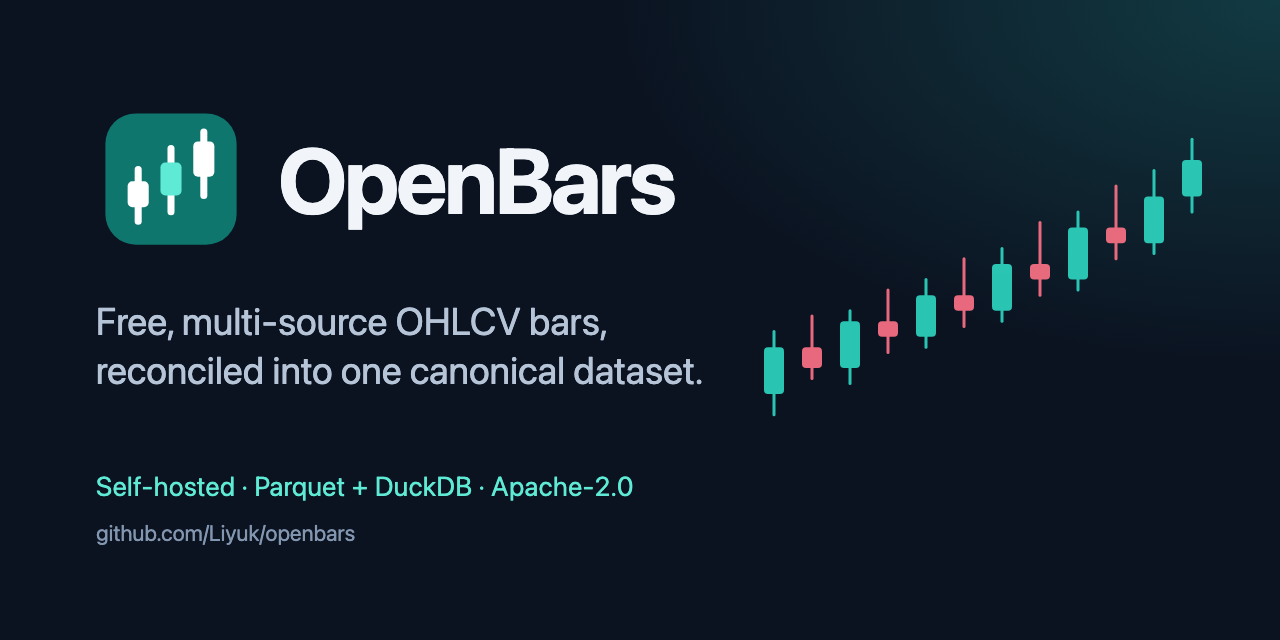 OpenBars
Free, multi-source OHLCV bars,
reconciled into one canonical dataset.
Self-hosted · Parquet + DuckDB · Apache-2.0
github.com/Liyuk/openbars